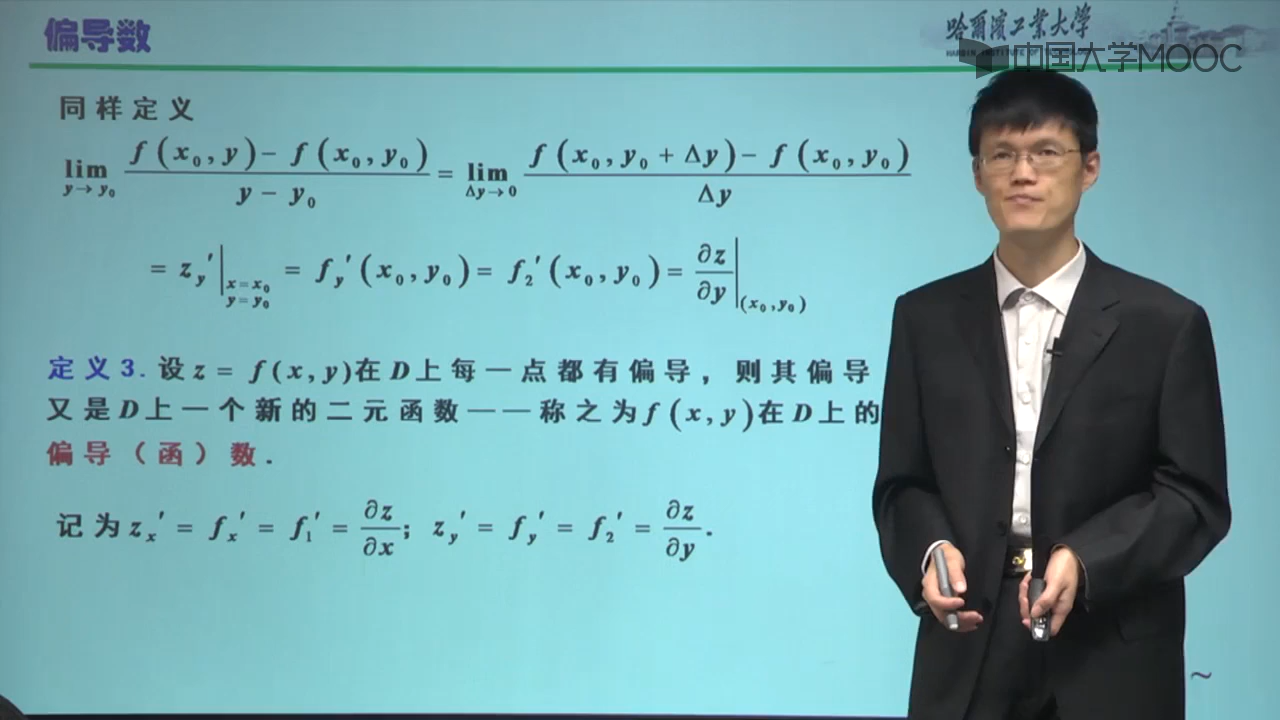 偏导数
哈尔滨工业大学
中国大学MOOC
同样定义
lim y→y₀ f(x₀, y) − f(x₀, y₀) / y − y₀ = lim Δy→0 f(x₀, y₀ + Δy) − f(x₀, y₀) / Δy
= z_y′ | x=x₀ y=y₀ = f_y′(x₀, y₀) = f₂′(x₀, y₀) = ∂z/∂y |(x₀, y₀)
定义3. 设 z = f(x, y)在D上每一点都有偏导，则其偏导
又是D上一个新的二元函数——称之为f(x, y)在D上的
偏导（函）数.
记为 z_x′ = f_x′ = f₁′ = ∂z/∂x; z_y′ = f_y′ = f₂′ = ∂z/∂y.
~